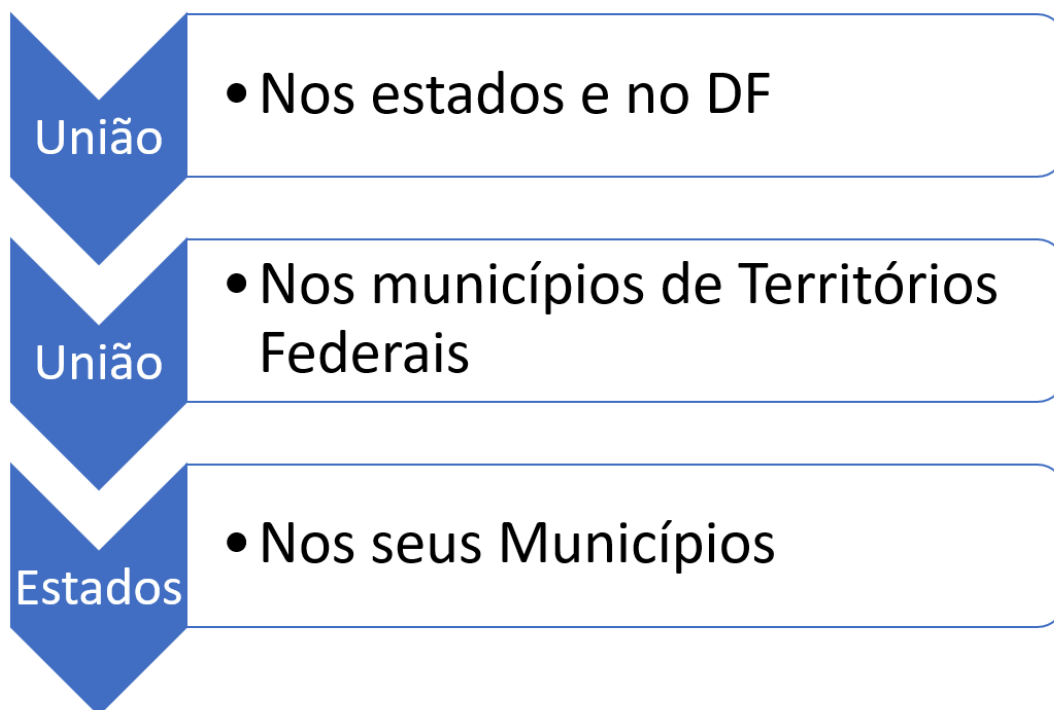 União
• Nos estados e no DF
União
• Nos municípios de Territórios
Federais
Estados
• Nos seus Municípios